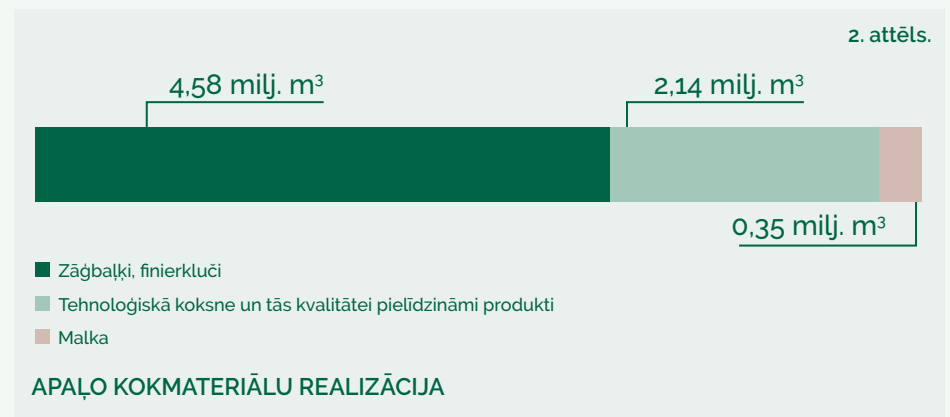 2. attēls.
4,58 milj. m³
2,14 milj. m³
0,35 milj. m³
Zāģbaļķi, finierkluči
Tehnoloģiskā koksne un tās kvalitātei pielīdzināmi produkti
Malka
APAĻO KOKMATERIĀLU REALIZĀCIJA